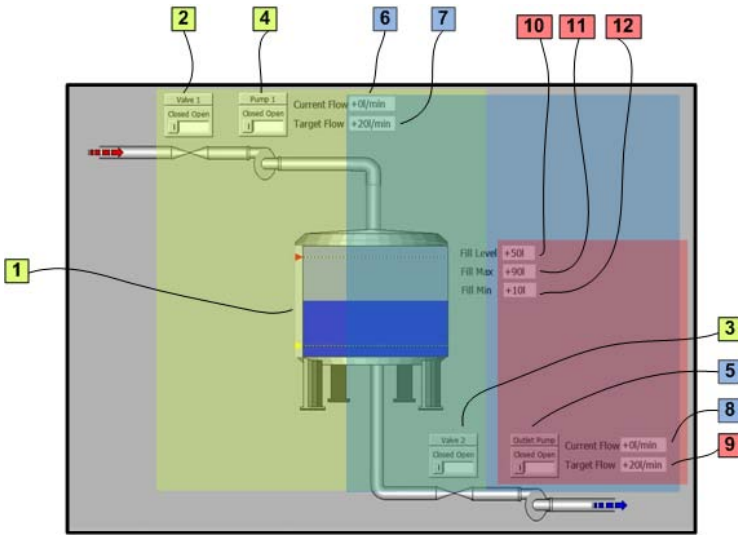 2 4 6 7 10 11 12
Valve 1 Pump 1
Closed Open Closed Open
Current Flow +0l/min
Target Flow +20l/min
1
Fill Level +50l
Fill Max +90l
Fill Min +10l
3
5
Valve 2 Outlet Pump
Closed Open Closed Open
8
Current Flow +0l/min
Target Flow +20l/min
9